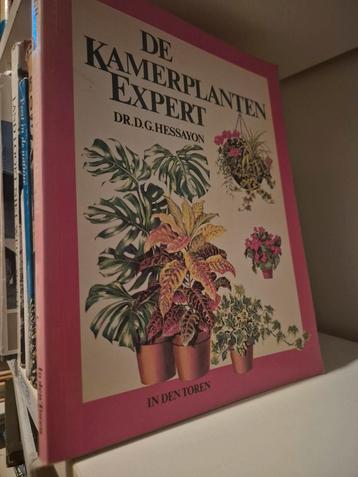 DE
KAMERPLANTEN
EXPERT
DR.D.G.HESSAYON
IN DEN TOREN